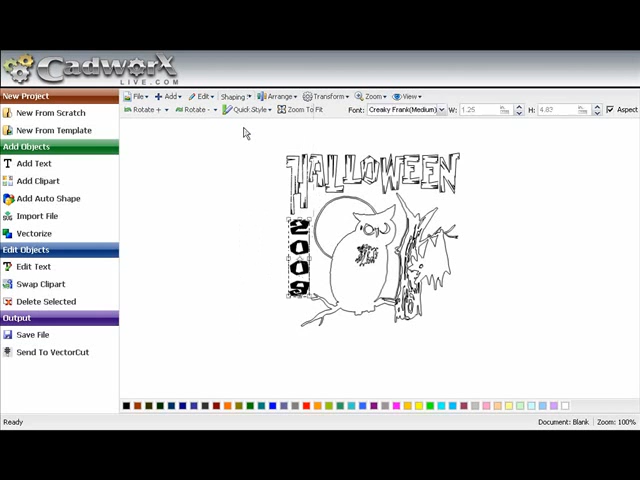 CadworX
LIVE.COM
New Project
New From Scratch
New From Template
Add Objects
Add Text
Add Clipart
Add Auto Shape
Import File
Vectorize
Edit Objects
Edit Text
Swap Clipart
Delete Selected
Output
Save File
Send To VectorCut
File Add Edit Shaping Arrange Transform Zoom View
Rotate + Rotate - Quick Style Zoom To Fit Font: Creaky Frank(Medium) W: 1.25 H: 4.82 Aspect
HALLOWEEN
2009
Ready
Document: Blank Zoom: 100%